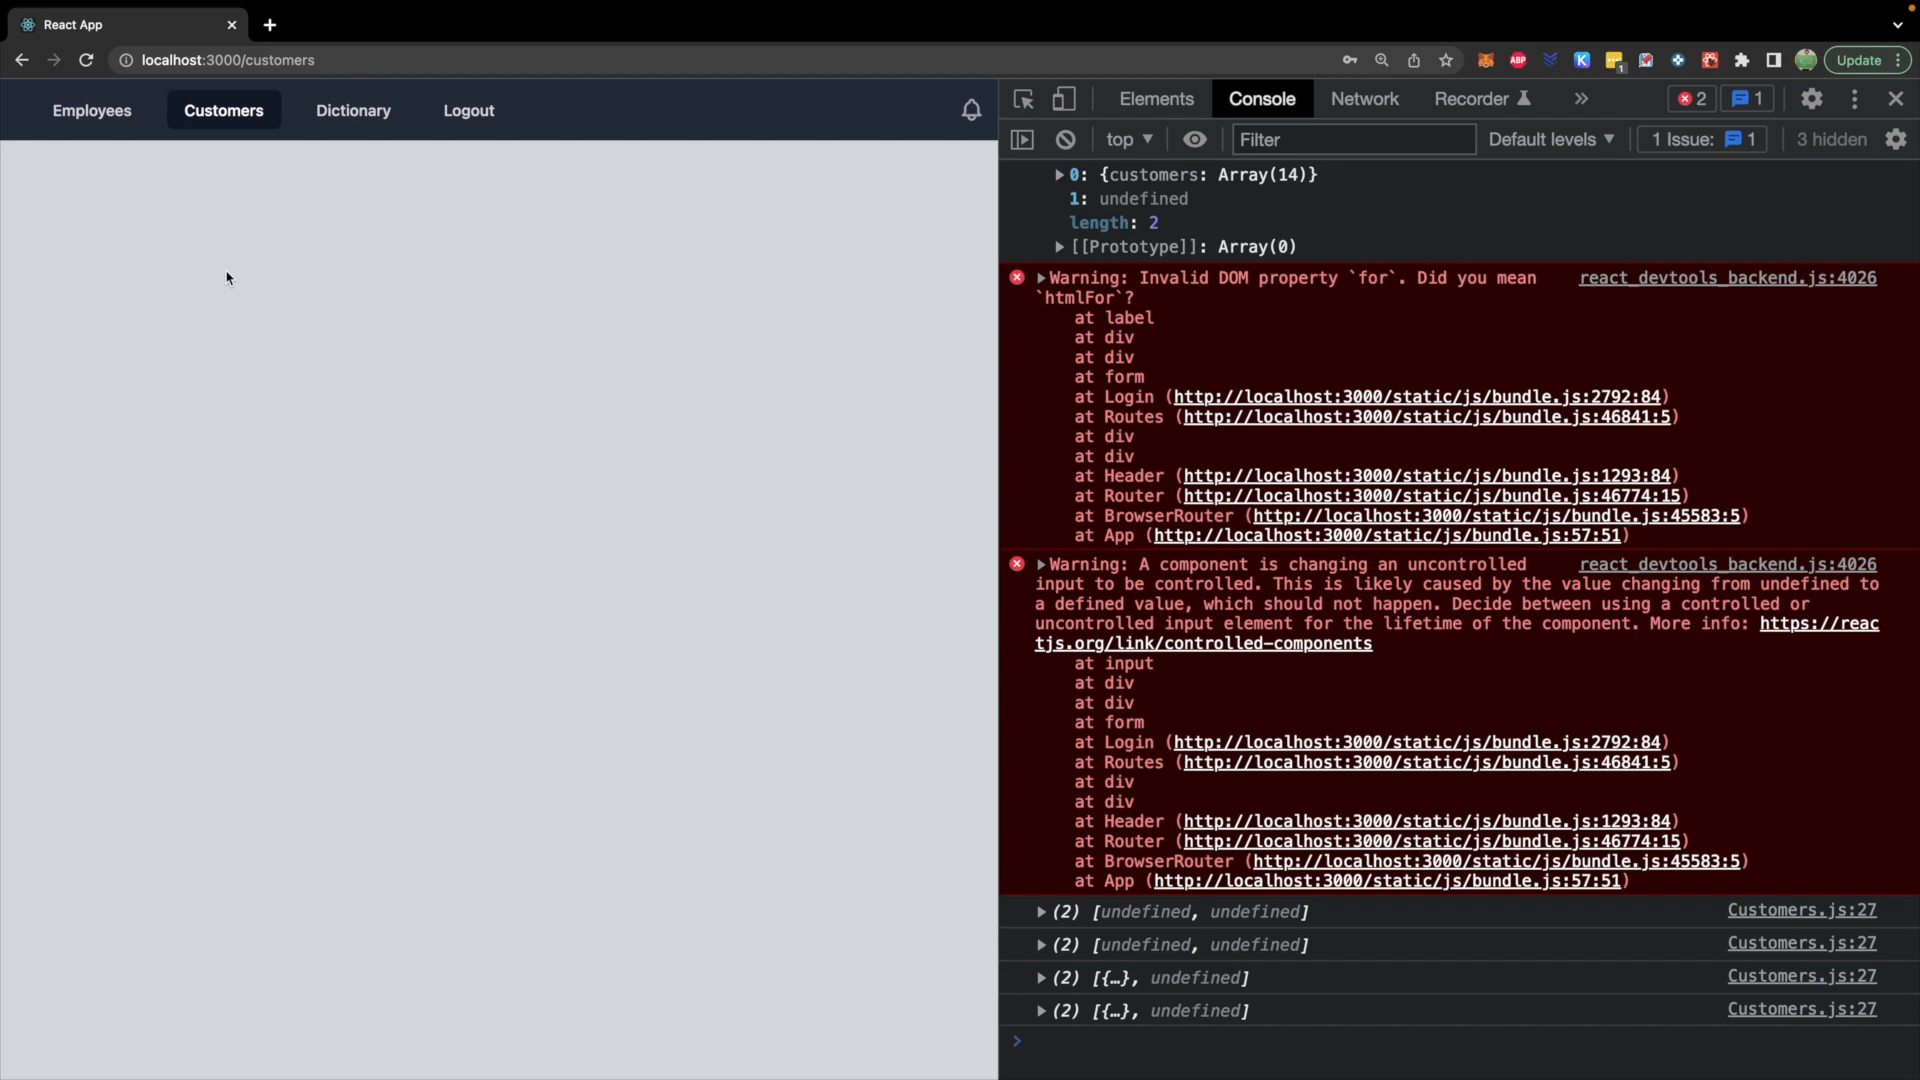 React App
localhost:3000/customers
ABP
K
1
Update
Employees
Customers
Dictionary
Logout
Elements
Console
Network
Recorder
2
1
top
Filter
Default levels
1 Issue: 1
3 hidden
0: {customers: Array(14)}
1: undefined
length: 2
[[Prototype]]: Array(0)
Warning: Invalid DOM property `for`. Did you mean react_devtools_backend.js:4026
`htmlFor`?
at label
at div
at div
at form
at Login (http://localhost:3000/static/js/bundle.js:2792:84)
at Routes (http://localhost:3000/static/js/bundle.js:46841:5)
at div
at div
at Header (http://localhost:3000/static/js/bundle.js:1293:84)
at Router (http://localhost:3000/static/js/bundle.js:46774:15)
at BrowserRouter (http://localhost:3000/static/js/bundle.js:45583:5)
at App (http://localhost:3000/static/js/bundle.js:57:51)
Warning: A component is changing an uncontrolled react_devtools_backend.js:4026
input to be controlled. This is likely caused by the value changing from undefined to
a defined value, which should not happen. Decide between using a controlled or
uncontrolled input element for the lifetime of the component. More info: https://reac
tjs.org/link/controlled-components
at input
at div
at div
at form
at Login (http://localhost:3000/static/js/bundle.js:2792:84)
at Routes (http://localhost:3000/static/js/bundle.js:46841:5)
at div
at div
at Header (http://localhost:3000/static/js/bundle.js:1293:84)
at Router (http://localhost:3000/static/js/bundle.js:46774:15)
at BrowserRouter (http://localhost:3000/static/js/bundle.js:45583:5)
at App (http://localhost:3000/static/js/bundle.js:57:51)
(2) [undefined, undefined] Customers.js:27
(2) [undefined, undefined] Customers.js:27
(2) [{…}, undefined] Customers.js:27
(2) [{…}, undefined] Customers.js:27